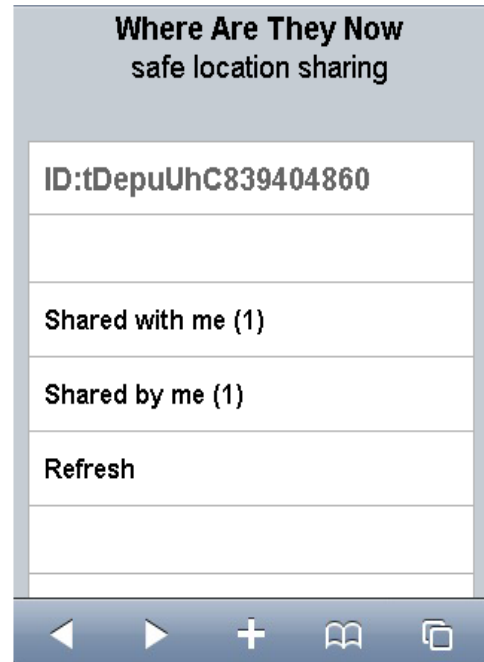 Where Are They Now
safe location sharing
ID:tDepuUhC839404860
Shared with me (1)
Shared by me (1)
Refresh